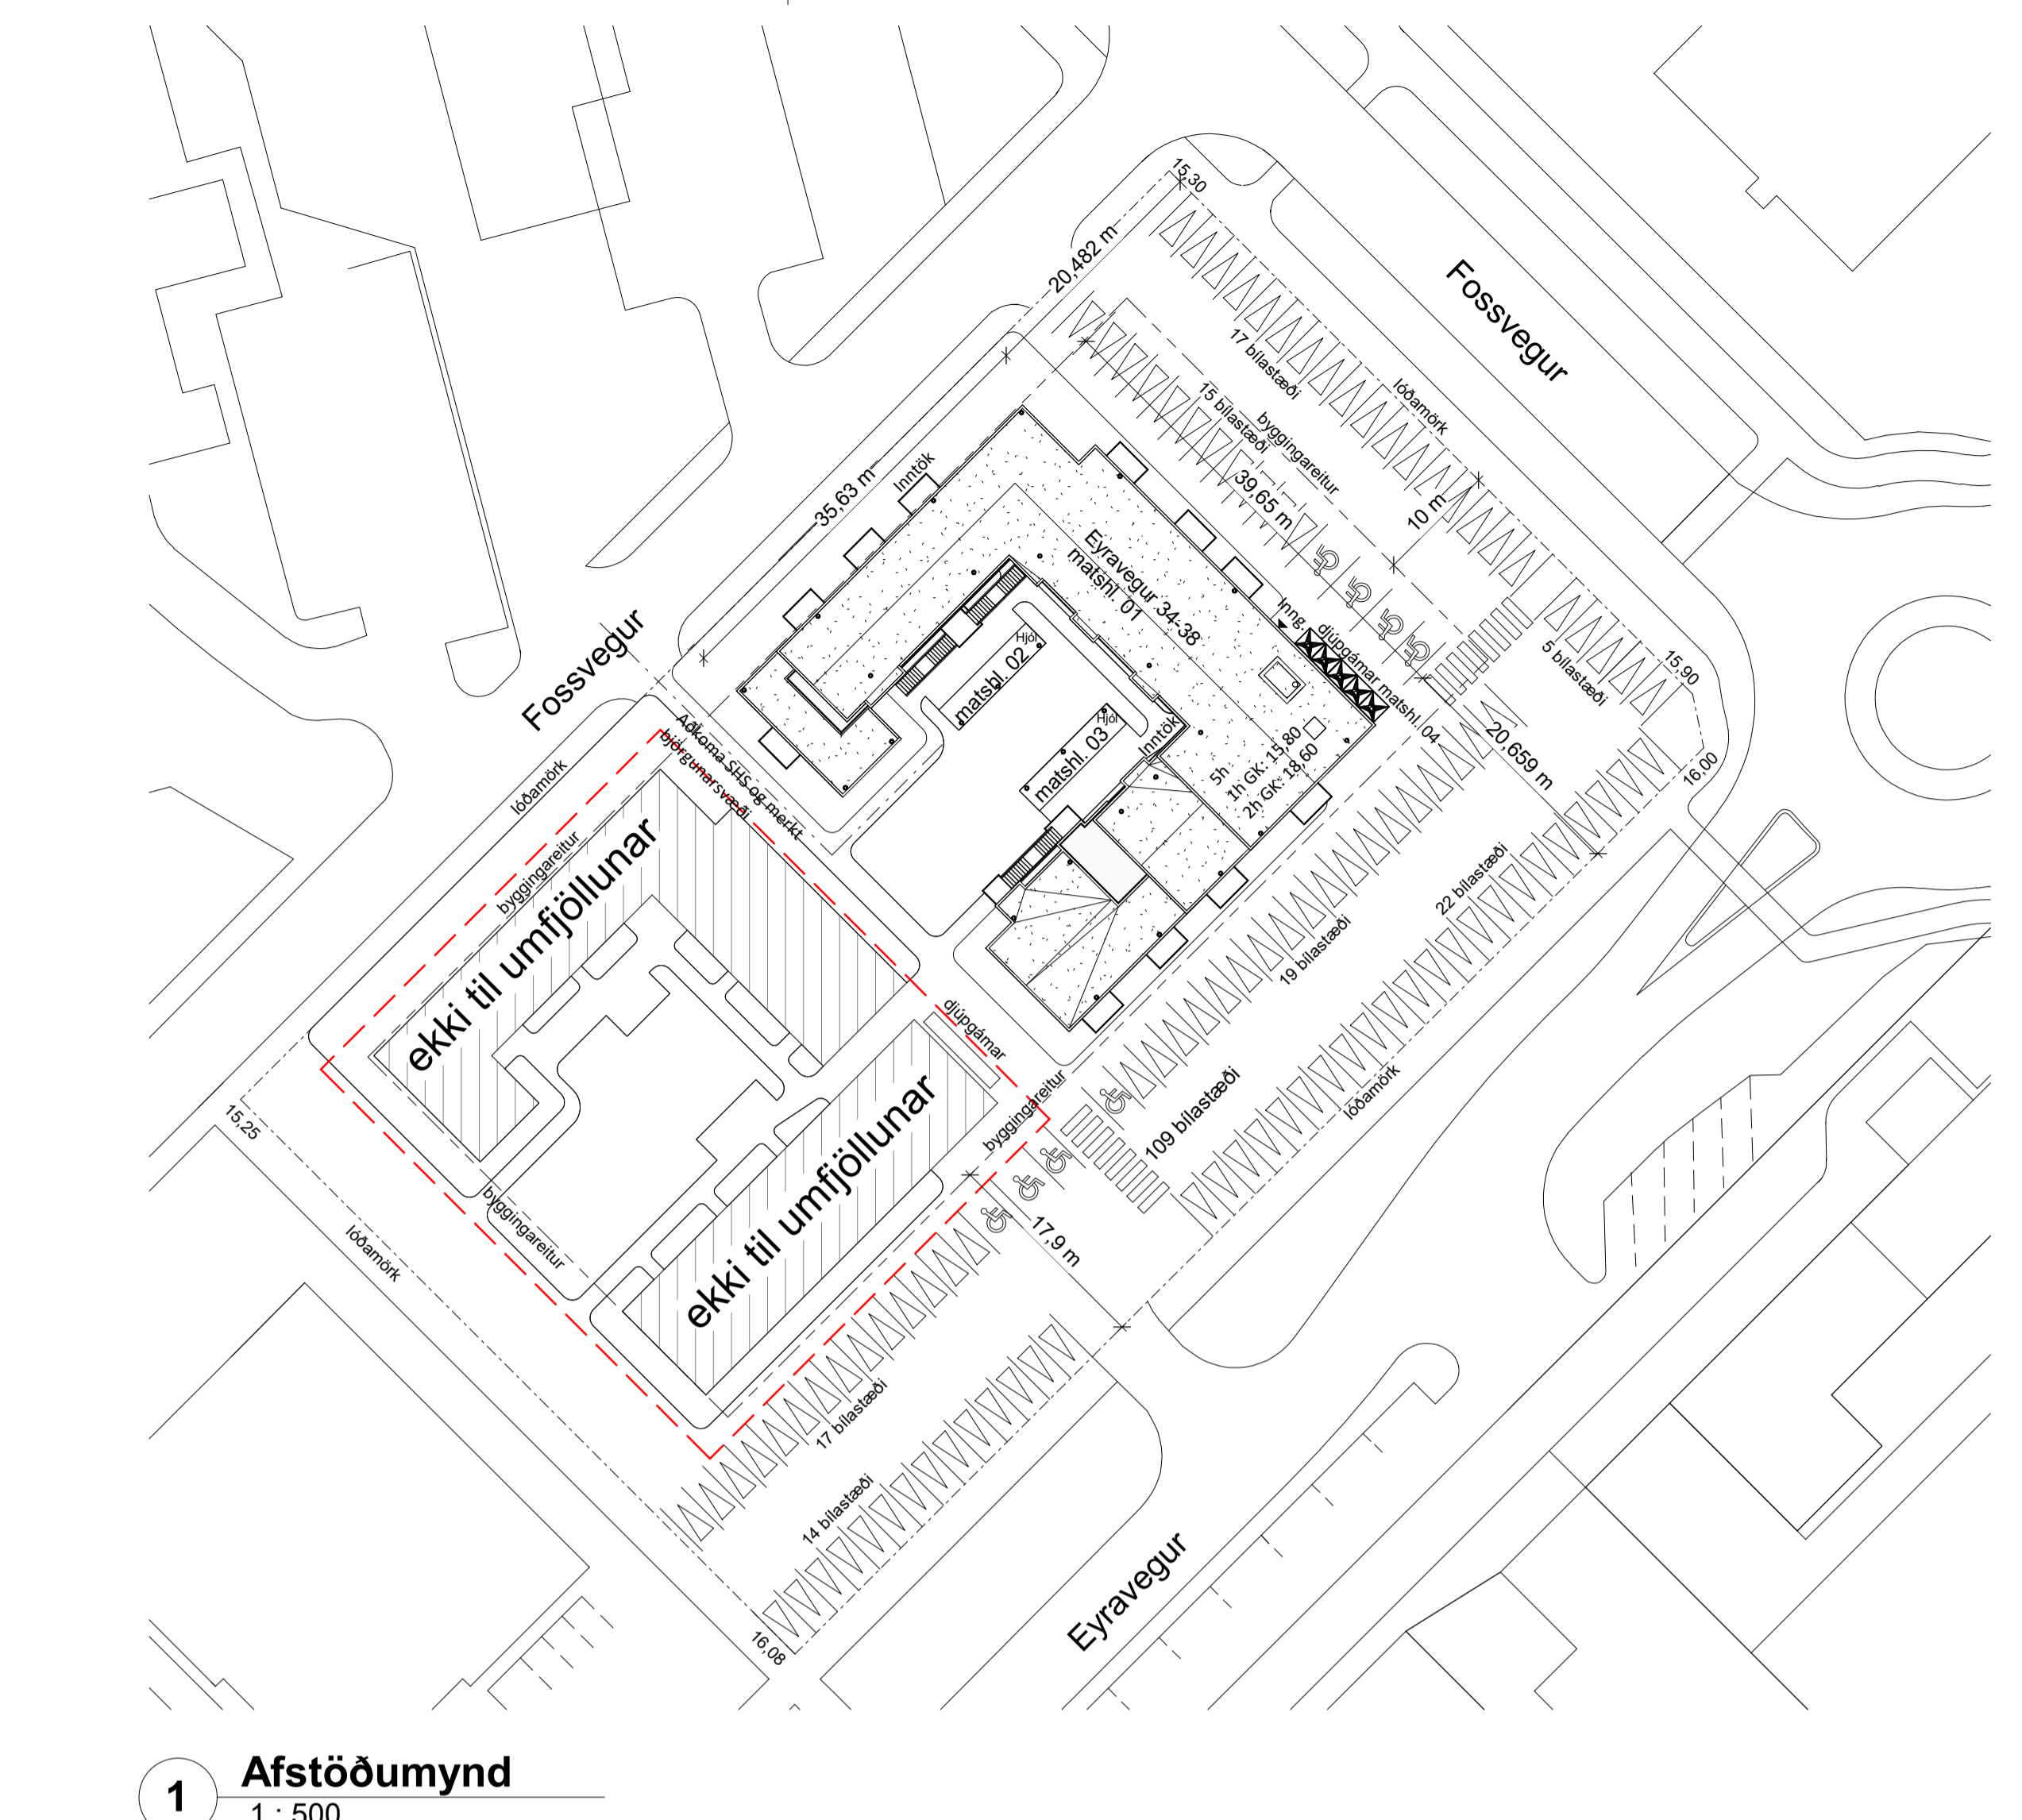 15,30
20,482 m
Fossvegur
17 bílastæði
lóðamörk
15 bílastæði
byggingareitur
39,65 m
10 m
Inntök
35,63 m
Eyravegur 34-38
matshl. 01
Inng.
djúpgámar matshl. 04
5 bílastæði
15,90
Hjól
matshl. 02
Hjól
matshl. 03
Inntök
5h
1h GK: 15,80
2h GK: 18,60
20,659 m
16,00
Fossvegur
Aðkoma SHS og merkt
björgunarsvæði
lóðamörk
byggingareitur
ekki til umfjöllunar
22 bílastæði
19 bílastæði
djúpgámar
byggingareitur
109 bílastæði
lóðamörk
15,25
ekki til umfjöllunar
byggingareitur
lóðamörk
17,9 m
17 bílastæði
14 bílastæði
16,08
Eyravegur
1
Afstöðumynd
1 : 500